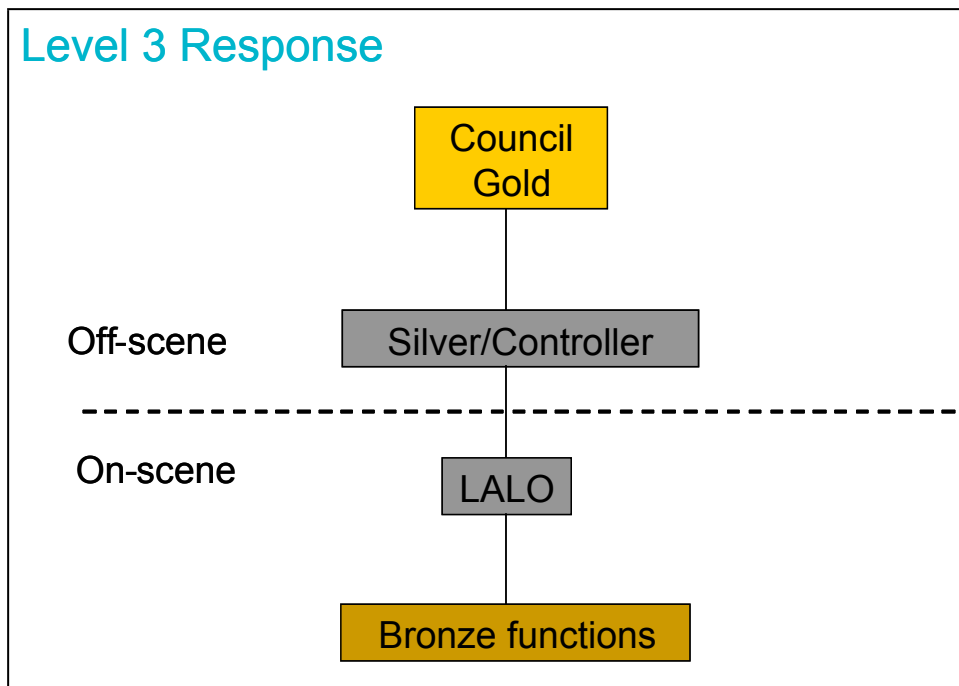 Level 3 Response
Council
Gold
Off-scene
Silver/Controller
On-scene
LALO
Bronze functions